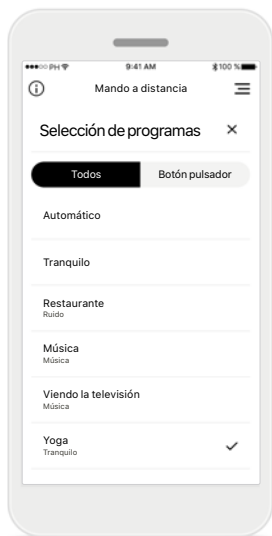 PH 9:41 AM 100 %
Mando a distancia
Selección de programas
Todos Botón pulsador
Automático
Tranquilo
Restaurante
Ruido
Música
Música
Viendo la televisión
Música
Yoga
Tranquilo